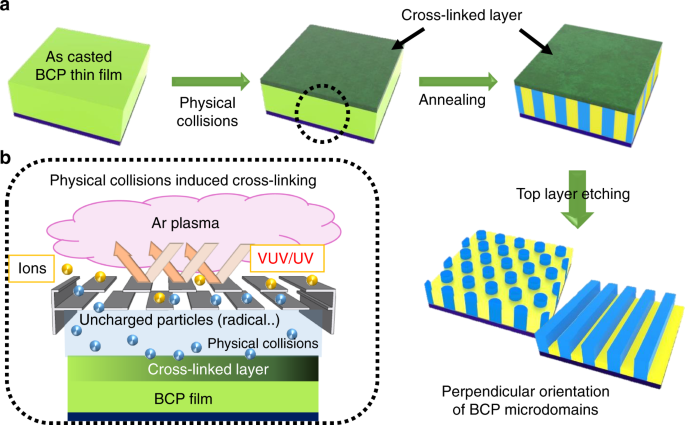 a
As casted
BCP thin film
Physical
collisions
Cross-linked layer
Annealing
Top layer etching
Perpendicular orientation
of BCP microdomains
b
Physical collisions induced cross-linking
Ar plasma
Ions
VUV/UV
Uncharged particles (radical..)
Physical collisions
Cross-linked layer
BCP film